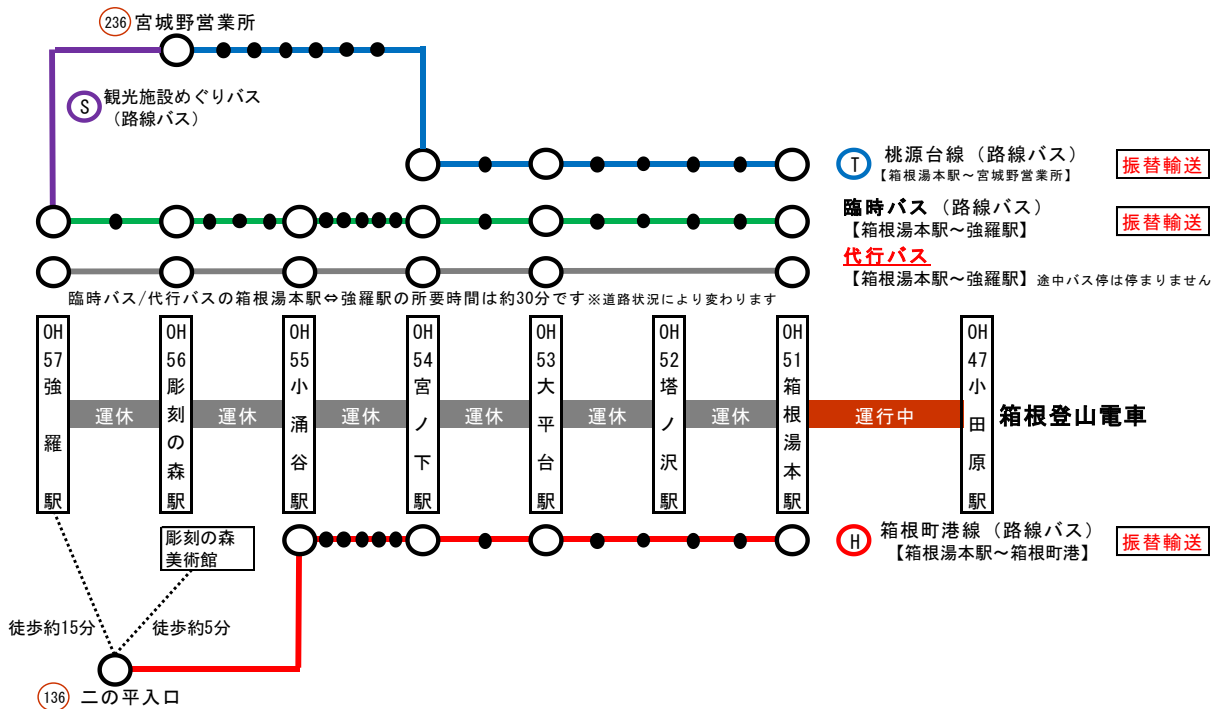 236 宮城野営業所
S 観光施設めぐりバス
(路線バス)
T 桃源台線(路線バス)
【箱根湯本駅~宮城野営業所】
振替輸送
臨時バス(路線バス)
【箱根湯本駅~強羅駅】
振替輸送
代行バス
【箱根湯本駅~強羅駅】途中バス停は停まりません
臨時バス/代行バスの箱根湯本駅⇔強羅駅の所要時間は約30分です※道路状況により変わります
OH57強羅駅
運休
OH56彫刻の森駅
運休
OH55小涌谷駅
運休
OH54宮ノ下駅
運休
OH53大平台駅
運休
OH52塔ノ沢駅
運休
OH51箱根湯本駅
運行中
OH47小田原駅
箱根登山電車
彫刻の森
美術館
H 箱根町港線(路線バス)
【箱根湯本駅~箱根町港】
振替輸送
徒歩約15分
徒歩約5分
136 二の平入口